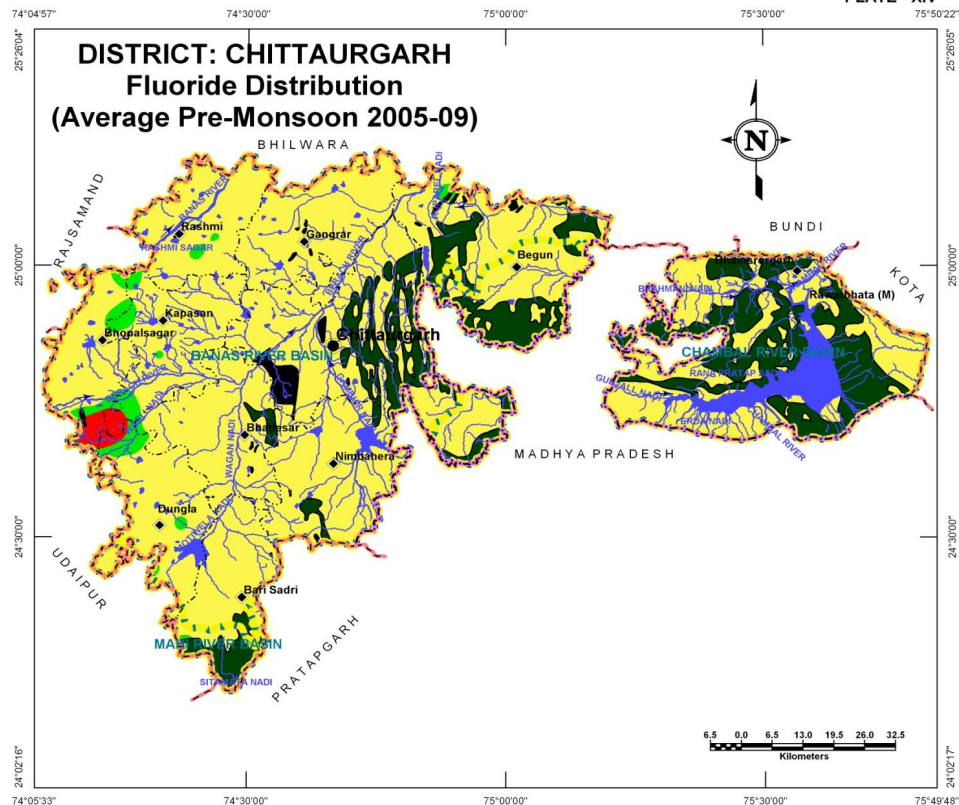 74°04'57"
74°30'00"
75°00'00"
75°30'00"
75°50'22"
25°26'04"
25°26'05"
DISTRICT: CHITTAURGARH
Fluoride Distribution
(Average Pre-Monsoon 2005-09)
N
BHILWARA
RAJSAMAND
BUNDI
KOTA
BANAS RIVER
Rashmi
RASHMI SAGAR
Gangrar
Begun
25°00'00"
25°00'00"
Rawatbhata (M)
Kapasan
Bhopalsagar
Chittaurgarh
BANAS RIVER BASIN
CHAMBAL RIVER BASIN
RANA PRATAP SAGAR
WAGAN NADI
CHAMBAL RIVER
Bhadesar
Nimbahera
MADHYA PRADESH
Dungla
24°30'00"
24°30'00"
UDAIPUR
Bari Sadri
MAHI RIVER BASIN
SITAMATA NADI
PRATAPGARH
6.5 0.0 6.5 13.0 19.5 26.0 32.5
Kilometers
24°02'16"
24°02'17"
74°05'33"
74°30'00"
75°00'00"
75°30'00"
75°49'48"